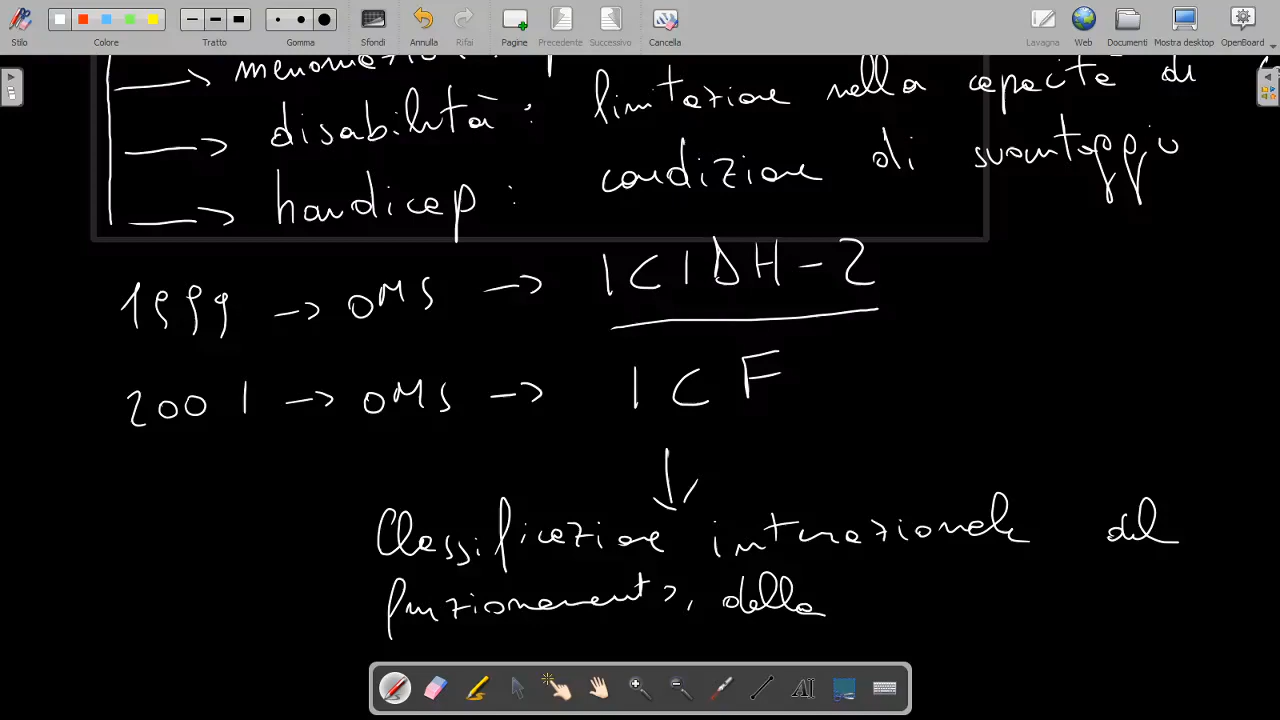 Stilo Colore Tratto Gomma Sfondi Annulla Rifai Pagine Precedente Successivo Cancella Lavagna Web Documenti Mostra desktop OpenBoard
disabilità : limitazione nella capacità di
handicap : condizione di svantaggio
1999 → OMS → ICIDH-2
2001 → OMS → ICF
↓
Classificazione internazionale del
funzionamento, della